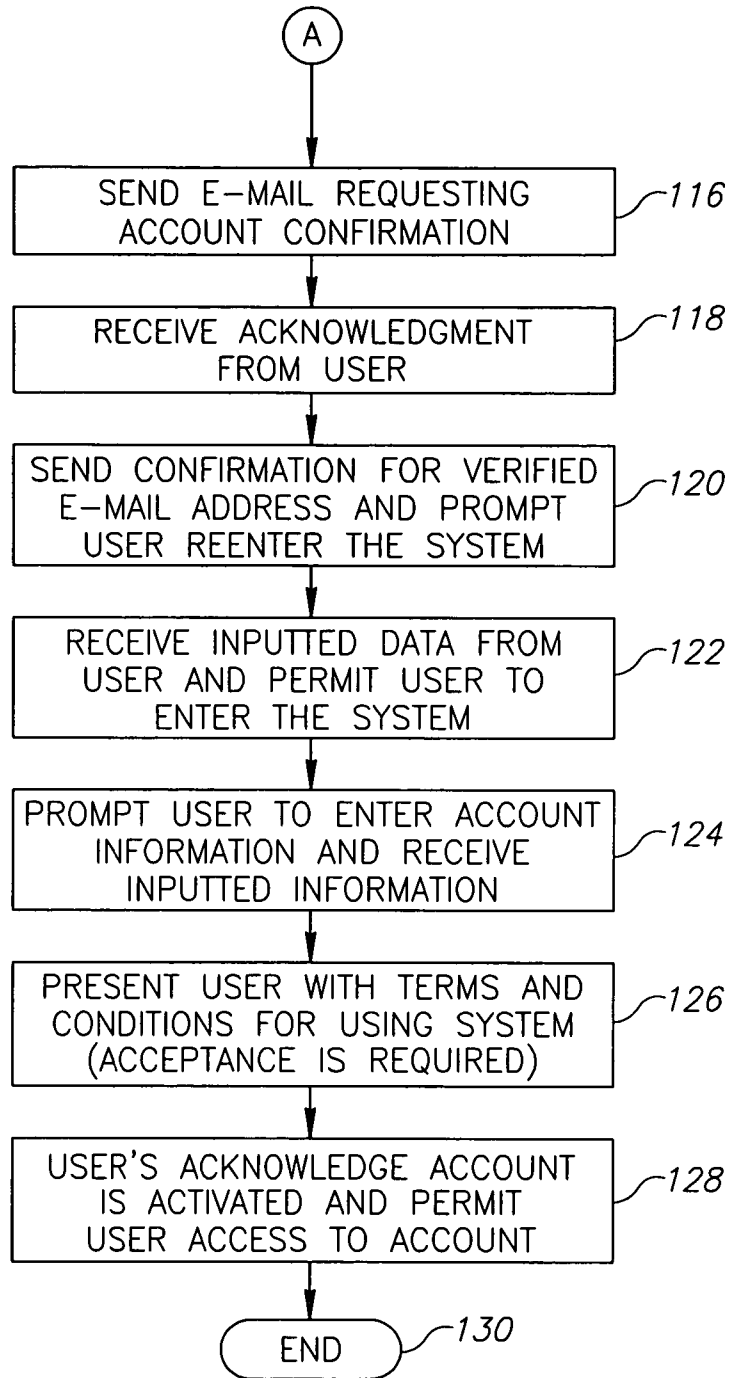 A
SEND E-MAIL REQUESTING
ACCOUNT CONFIRMATION
116
RECEIVE ACKNOWLEDGMENT
FROM USER
118
SEND CONFIRMATION FOR VERIFIED
E-MAIL ADDRESS AND PROMPT
USER REENTER THE SYSTEM
120
RECEIVE INPUTTED DATA FROM
USER AND PERMIT USER TO
ENTER THE SYSTEM
122
PROMPT USER TO ENTER ACCOUNT
INFORMATION AND RECEIVE
INPUTTED INFORMATION
124
PRESENT USER WITH TERMS AND
CONDITIONS FOR USING SYSTEM
(ACCEPTANCE IS REQUIRED)
126
USER'S ACKNOWLEDGE ACCOUNT
IS ACTIVATED AND PERMIT
USER ACCESS TO ACCOUNT
128
END
130